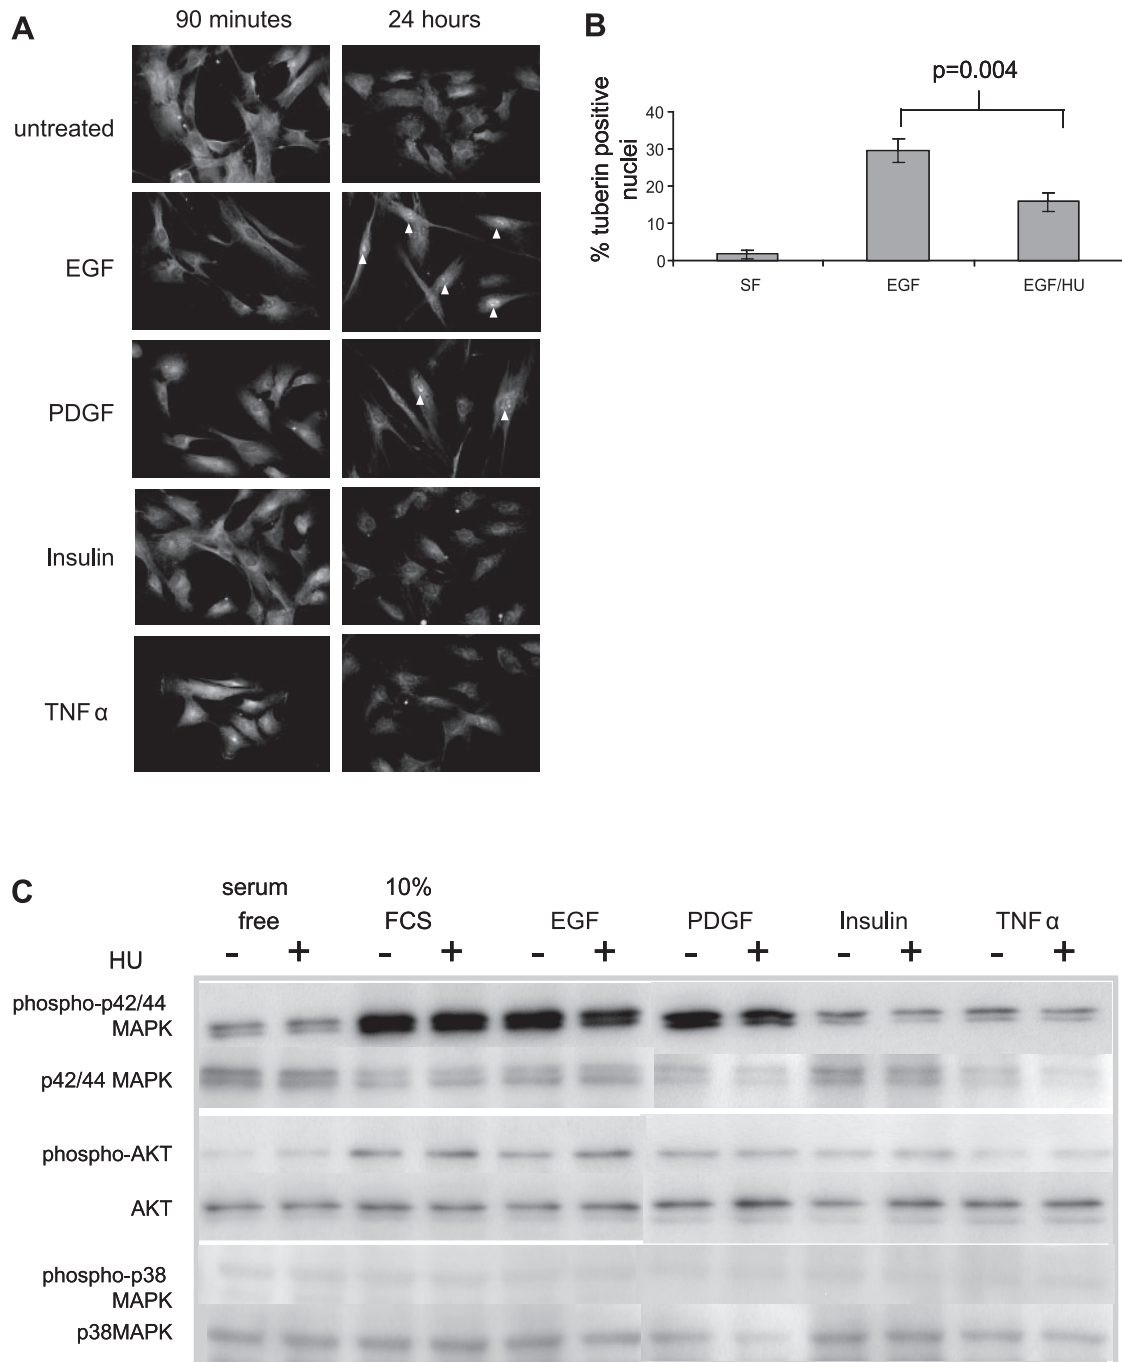 A
90 minutes
24 hours
untreated
EGF
PDGF
Insulin
TNF α
B
p=0.004
% tuberin positive
nuclei
40
30
20
10
0
SF
EGF
EGF/HU
C
serum
free
10%
FCS
EGF
PDGF
Insulin
TNF α
HU
- + - + - + - + - + - +
phospho-p42/44
MAPK
p42/44 MAPK
phospho-AKT
AKT
phospho-p38
MAPK
p38MAPK